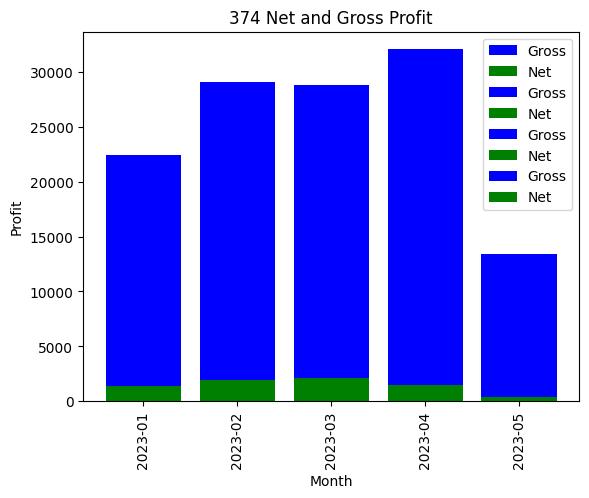 374 Net and Gross Profit
Gross
Net
Gross
Net
Gross
Net
Gross
Net
Profit
30000
25000
20000
15000
10000
5000
0
2023-01
2023-02
2023-03
2023-04
2023-05
Month